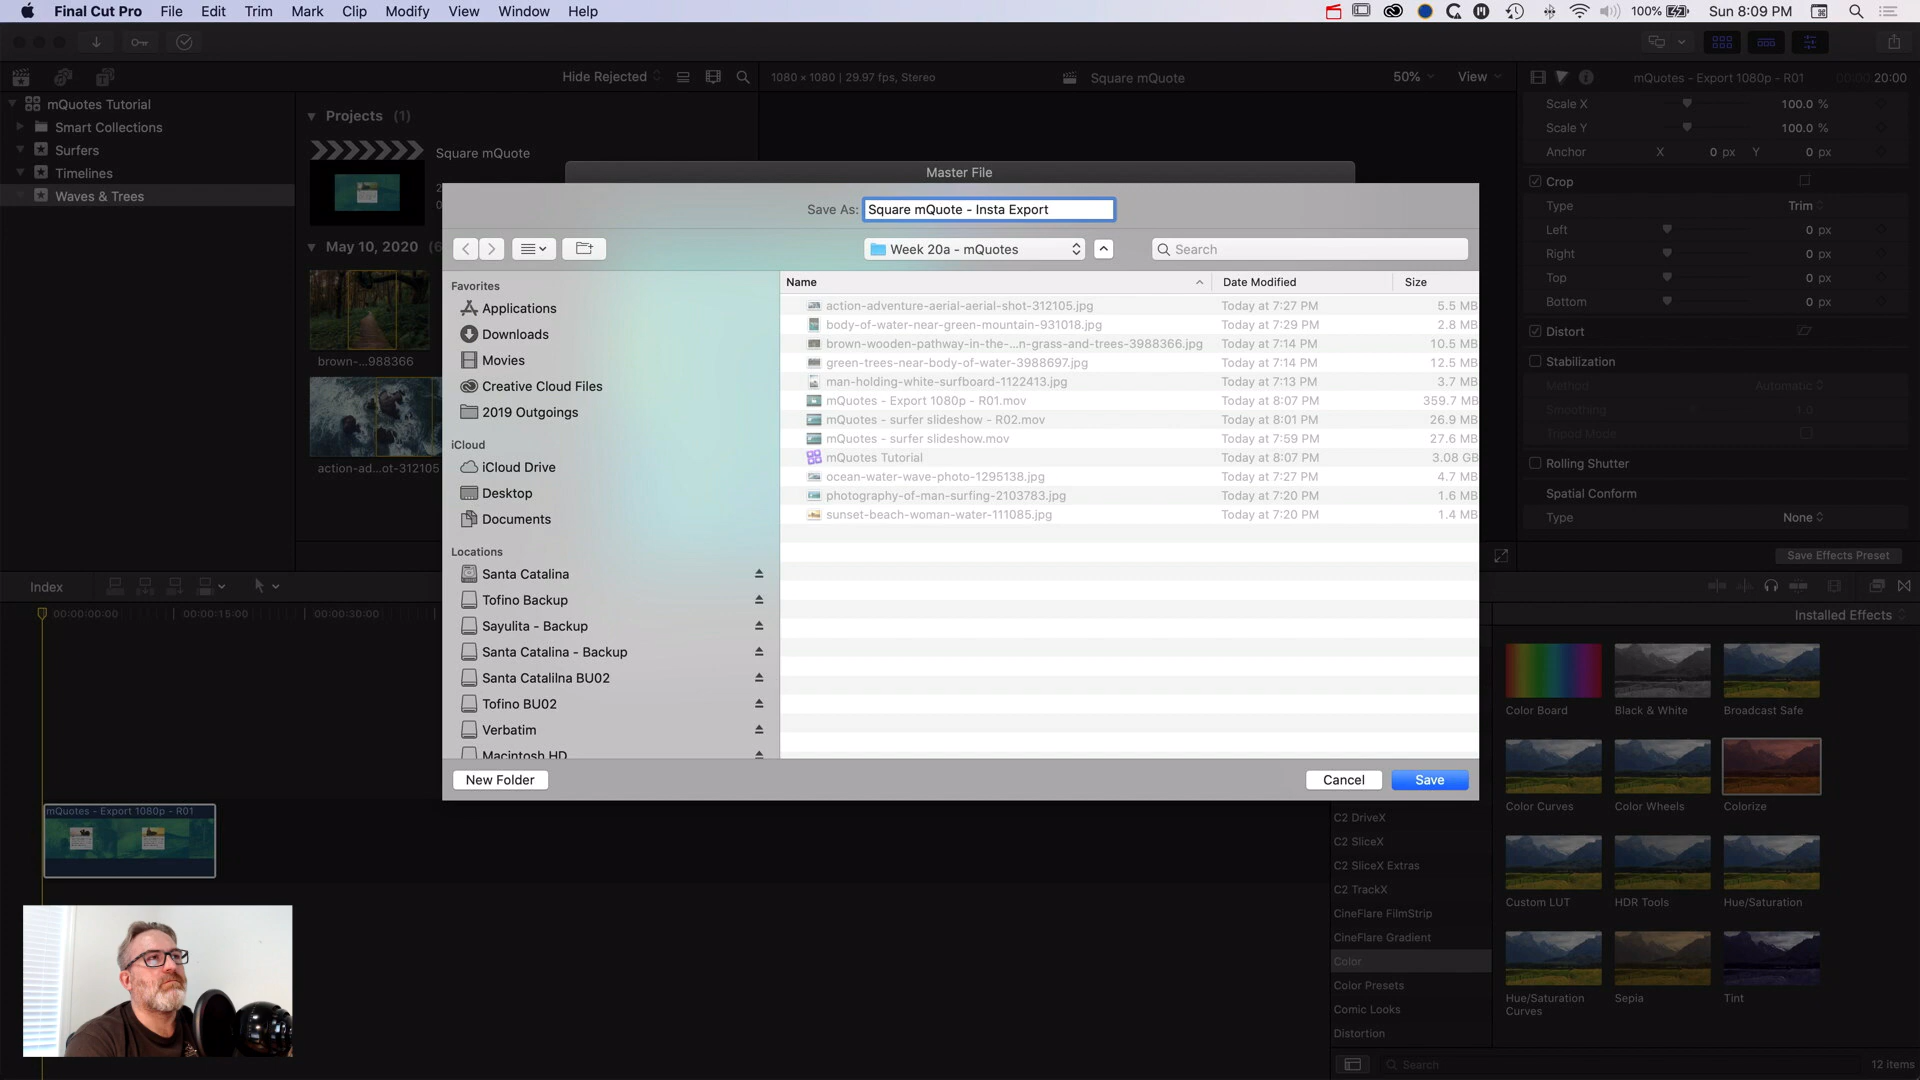 Final Cut Pro File Edit Trim Mark Clip Modify View Window Help 100% Sun 8:09 PM
Hide Rejected 1080 × 1080 | 29.97 fps, Stereo Square mQuote 50% View mQuotes - Export 1080p - R01 20:00
mQuotes Tutorial
Smart Collections
Surfers
Timelines
Waves & Trees
Projects (1)
Square mQuote
May 10, 2020
brown-...988366
action-ad...ot-312105
Master File
Save As: Square mQuote - Insta Export
Week 20a - mQuotes
Search
Favorites
Applications
Downloads
Movies
Creative Cloud Files
2019 Outgoings
iCloud
iCloud Drive
Desktop
Documents
Locations
Santa Catalina
Tofino Backup
Sayulita - Backup
Santa Catalina - Backup
Santa Catalilna BU02
Tofino BU02
Verbatim
Macintosh HD
Name Date Modified Size
action-adventure-aerial-aerial-shot-312105.jpg Today at 7:27 PM 5.5 MB
body-of-water-near-green-mountain-931018.jpg Today at 7:29 PM 2.8 MB
brown-wooden-pathway-in-the-...n-grass-and-trees-3988366.jpg Today at 7:14 PM 10.5 MB
green-trees-near-body-of-water-3988697.jpg Today at 7:14 PM 12.5 MB
man-holding-white-surfboard-1122413.jpg Today at 7:13 PM 3.7 MB
mQuotes - Export 1080p - R01.mov Today at 8:07 PM 359.7 MB
mQuotes - surfer slideshow - R02.mov Today at 8:01 PM 26.9 MB
mQuotes - surfer slideshow.mov Today at 7:59 PM 27.6 MB
mQuotes Tutorial Today at 8:07 PM 3.08 GB
ocean-water-wave-photo-1295138.jpg Today at 7:27 PM 4.7 MB
photography-of-man-surfing-2103783.jpg Today at 7:20 PM 1.6 MB
sunset-beach-woman-water-111085.jpg Today at 7:20 PM 1.4 MB
New Folder Cancel Save
Scale X 100.0 %
Scale Y 100.0 %
Anchor X 0 px Y 0 px
Crop
Type Trim
Left 0 px
Right 0 px
Top 0 px
Bottom 0 px
Distort
Stabilization
Method Automatic
Smoothing 1.0
Tripod Mode
Rolling Shutter
Spatial Conform
Type None
Save Effects Preset
Index
00:00:00:00 00:00:15:00 00:00:30:00
mQuotes - Export 1080p - R01
Installed Effects
C2 DriveX
C2 SliceX
C2 SliceX Extras
C2 TrackX
CineFlare FilmStrip
CineFlare Gradient
Color
Color Presets
Comic Looks
Distortion
Color Board Black & White Broadcast Safe
Color Curves Color Wheels Colorize
Custom LUT HDR Tools Hue/Saturation
Hue/Saturation Curves Sepia Tint
Search 12 items